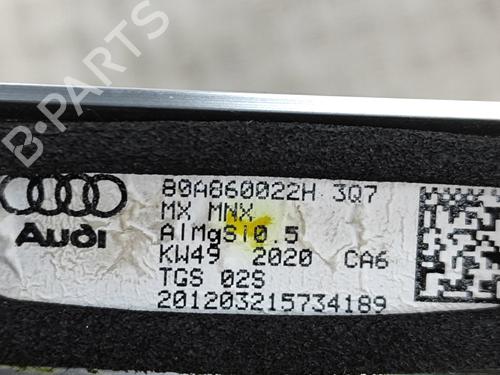 B-PARTS
80A860022H 3Q7
MX MNX
Audi
AlMgSi0.5
KW49 2020 CA6
TGS 02S
201203215734189